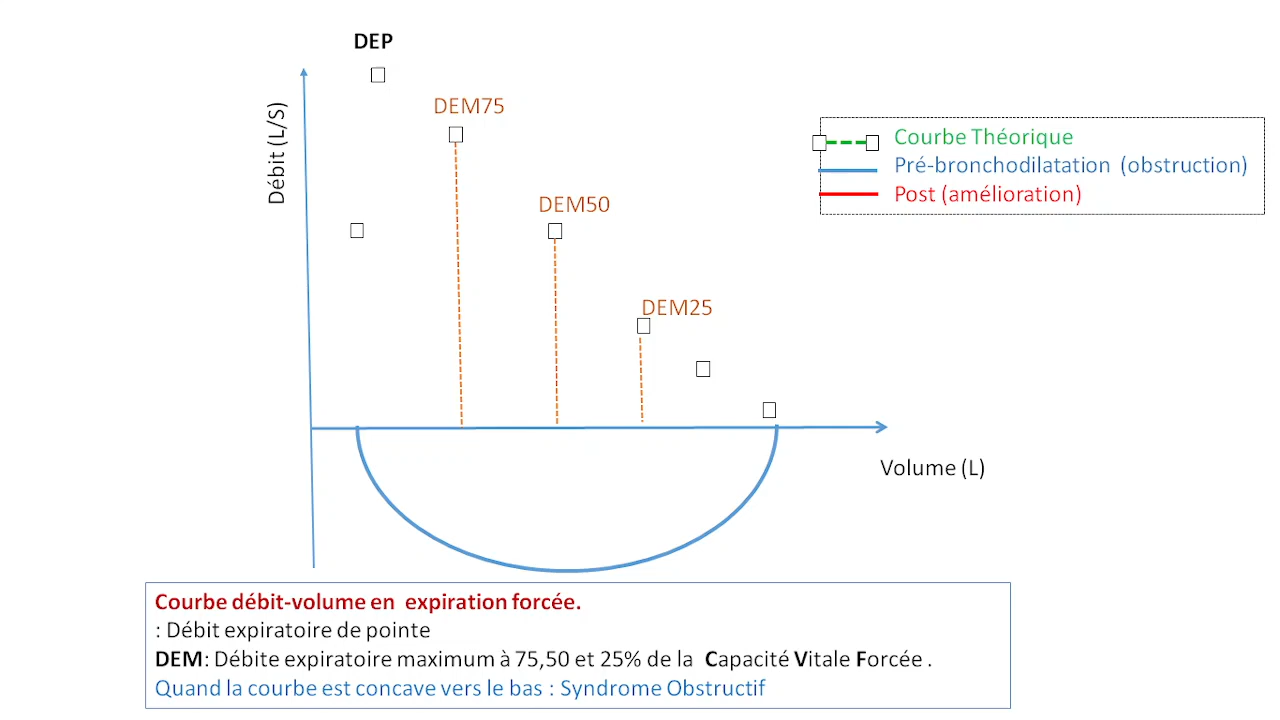 DEP
DEM75
Débit (L/S)
DEM50
DEM25
Courbe Théorique
Pré-bronchodilatation (obstruction)
Post (amélioration)
Volume (L)
Courbe débit-volume en expiration forcée.
: Débit expiratoire de pointe
DEM: Débite expiratoire maximum à 75,50 et 25% de la Capacité Vitale Forcée .
Quand la courbe est concave vers le bas : Syndrome Obstructif